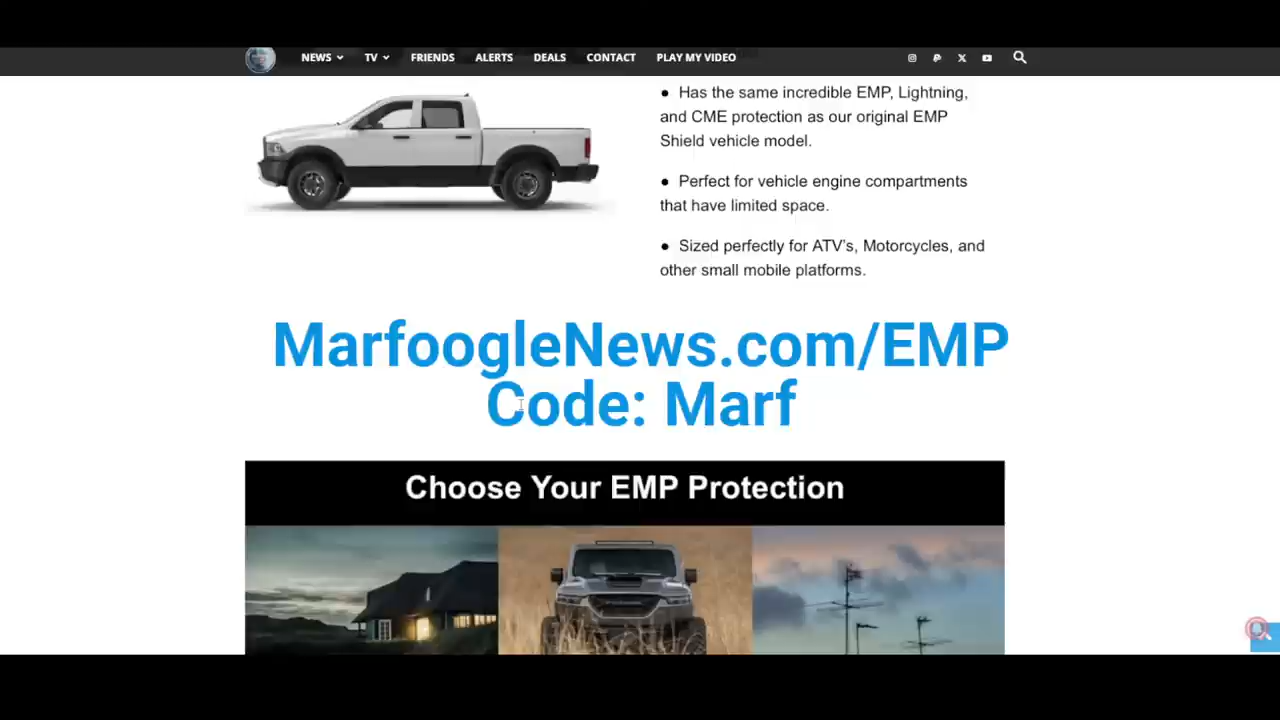 NEWS TV FRIENDS ALERTS DEALS CONTACT PLAY MY VIDEO
● Has the same incredible EMP, Lightning,
and CME protection as our original EMP
Shield vehicle model.
● Perfect for vehicle engine compartments
that have limited space.
● Sized perfectly for ATV's, Motorcycles, and
other small mobile platforms.
MarfoogleNews.com/EMP
Code: Marf
Choose Your EMP Protection